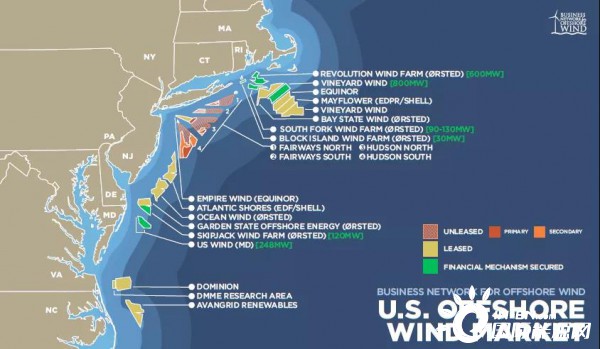 BUSINESS
NETWORK for
OFFSHORE
WIND
MA
NY
CT
RI
PA
NJ
DE
MD
VA
NC
1
2
3
4
REVOLUTION WIND FARM (ØRSTED) [600MW]
VINEYARD WIND [800MW]
EQUINOR
MAYFLOWER (EDPR/SHELL)
VINEYARD WIND
BAY STATE WIND (ØRSTED)
SOUTH FORK WIND FARM (ØRSTED) [90-130MW]
BLOCK ISLAND WIND FARM (ØRSTED) [30MW]
1 FAIRWAYS NORTH 3 HUDSON NORTH
2 FAIRWAYS SOUTH 4 HUDSON SOUTH
EMPIRE WIND (EQUINOR)
ATLANTIC SHORES (EDF/SHELL)
OCEAN WIND (ØRSTED)
GARDEN STATE OFFSHORE ENERGY (ØRSTED)
SKIPJACK WIND FARM (ØRSTED) [120MW]
US WIND (MD) [248MW]
DOMINION
DMME RESEARCH AREA
AVANGRID RENEWABLES
UNLEASED PRIMARY SECONDARY
LEASED
FINANCIAL MECHANISM SECURED
BUSINESS NETWORK FOR OFFSHORE WIND
U.S. OFFSHORE
WIND MARKET